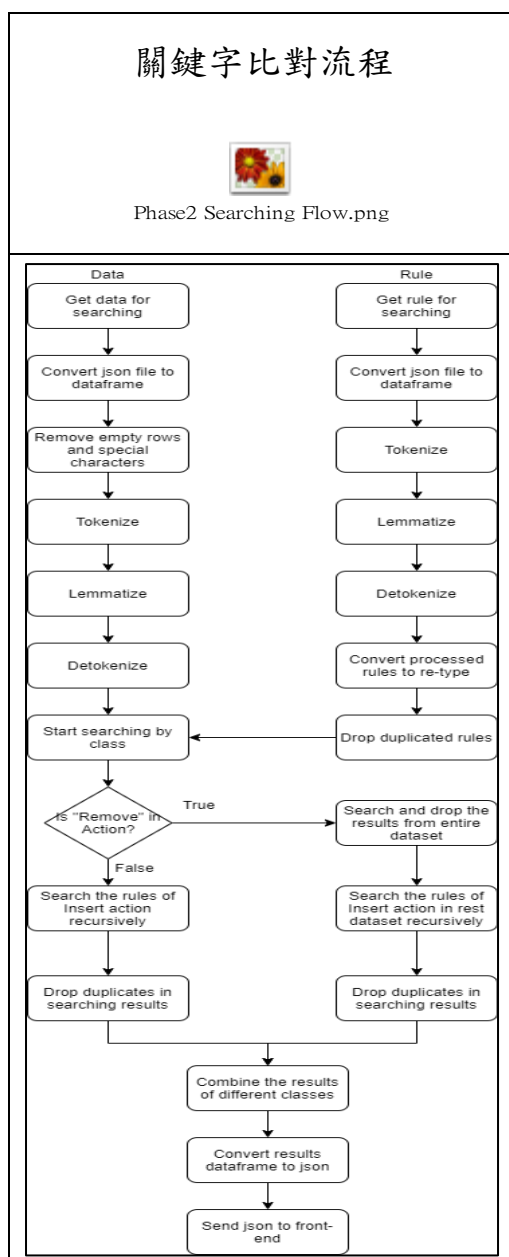 關鍵字比對流程
Phase2 Searching Flow.png
Data
Get data for
searching
Convert json file to
dataframe
Remove empty rows
and special
characters
Tokenize
Lemmatize
Detokenize
Start searching by
class
Rule
Get rule for
searching
Convert json file to
dataframe
Tokenize
Lemmatize
Detokenize
Convert processed
rules to re-type
Drop duplicated rules
Is "Remove" in
Action?
True
False
Search and drop the
results from entire
dataset
Search the rules of
Insert action
recursively
Search the rules of
Insert action in rest
dataset recursively
Drop duplicates in
searching results
Drop duplicates in
searching results
Combine the results
of different classes
Convert results
dataframe to json
Send json to front-
end